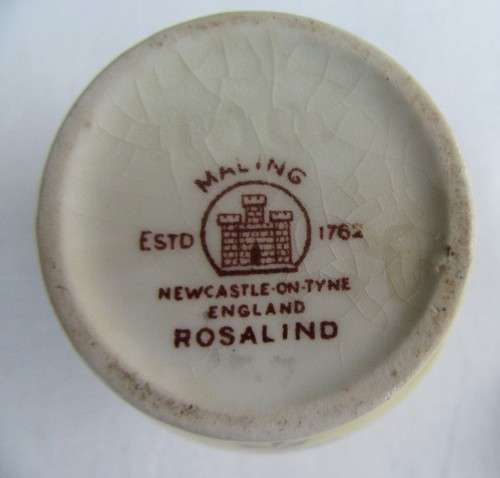 MALING
ESTD 1762
NEWCASTLE-ON-TYNE
ENGLAND
ROSALIND